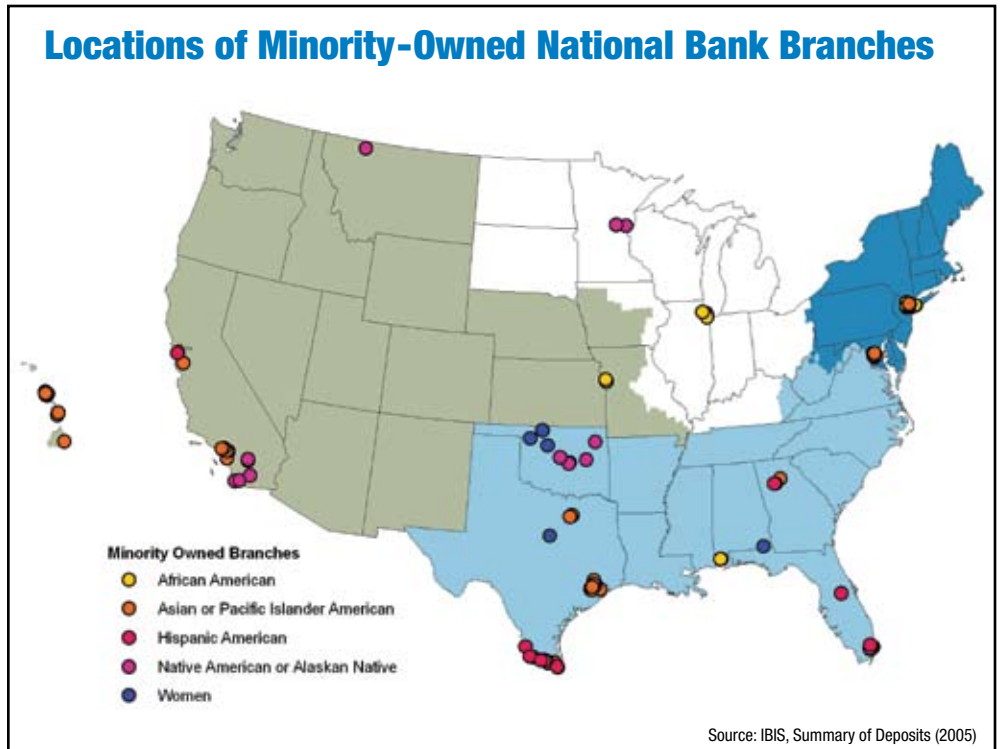 Locations of Minority-Owned National Bank Branches
Minority Owned Branches
African American
Asian or Pacific Islander American
Hispanic American
Native American or Alaskan Native
Women
Source: IBIS, Summary of Deposits (2005)